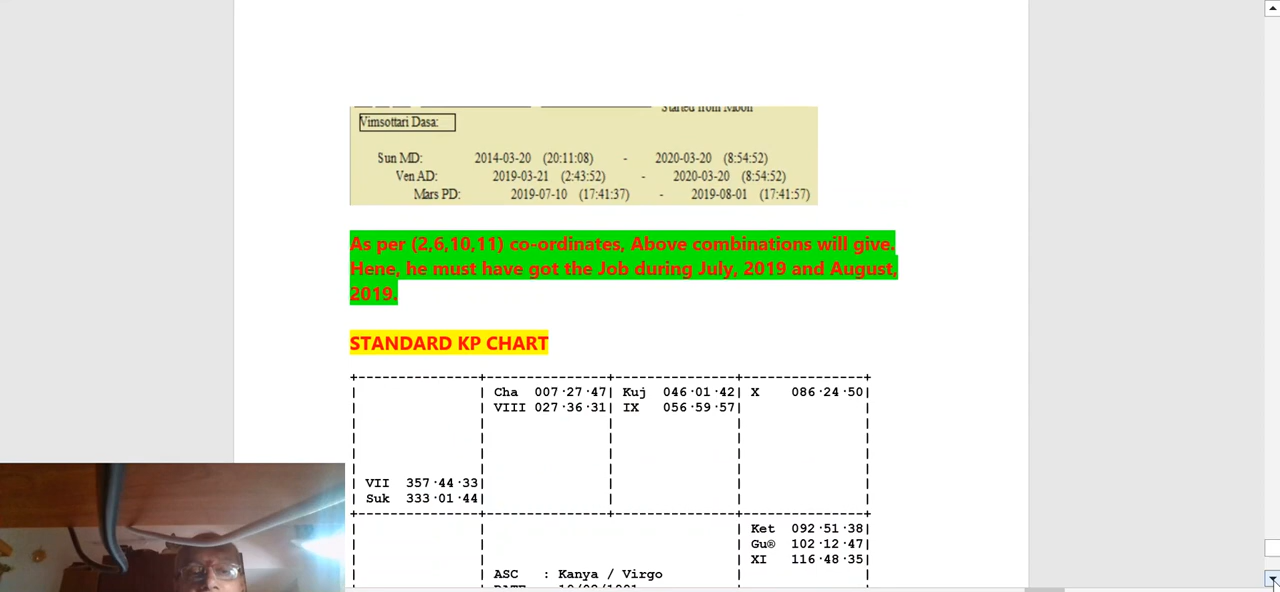 Started from Moon
Vimsottari Dasa:
Sun MD: 2014-03-20 (20:11:08) - 2020-03-20 (8:54:52)
Ven AD: 2019-03-21 (2:43:52) - 2020-03-20 (8:54:52)
Mars PD: 2019-07-10 (17:41:37) - 2019-08-01 (17:41:57)
As per (2,6,10,11) co-ordinates, Above combinations will give.
Hene, he must have got the Job during July, 2019 and August,
2019.
STANDARD KP CHART
Cha 007·27·47 Kuj 046·01·42 X 086·24·50
VIII 027·36·31 IX 056·59·57
VII 357·44·33
Suk 333·01·44
Ket 092·51·38
Gu® 102·12·47
XI 116·48·35
ASC : Kanya / Virgo